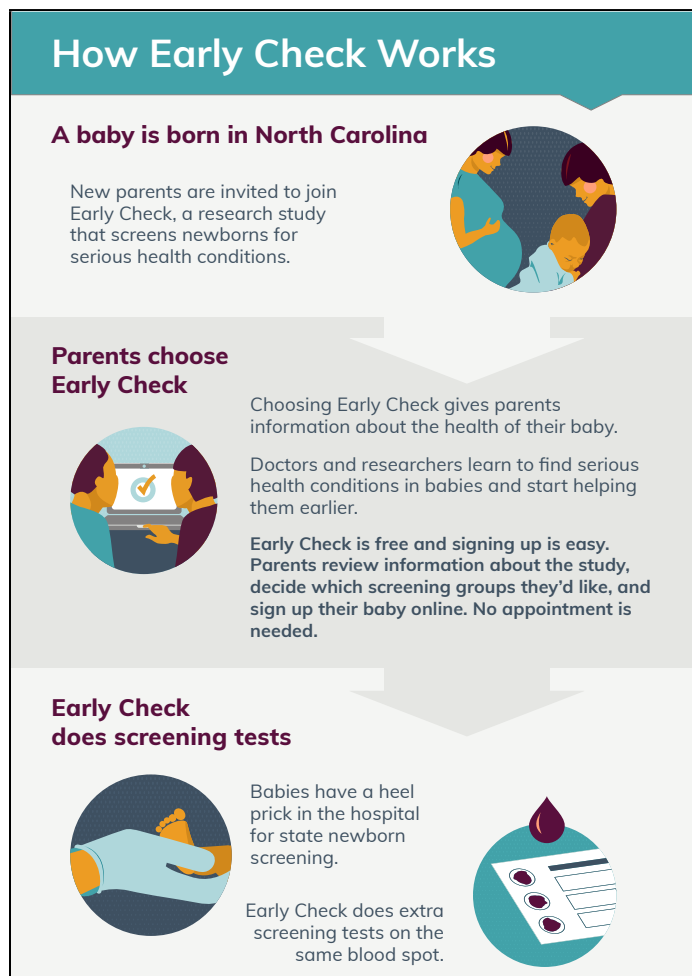 How Early Check Works
A baby is born in North Carolina
New parents are invited to join
Early Check, a research study
that screens newborns for
serious health conditions.
Parents choose
Early Check
Choosing Early Check gives parents
information about the health of their baby.
Doctors and researchers learn to find serious
health conditions in babies and start helping
them earlier.
Early Check is free and signing up is easy.
Parents review information about the study,
decide which screening groups they’d like, and
sign up their baby online. No appointment is
needed.
Early Check
does screening tests
Babies have a heel
prick in the hospital
for state newborn
screening.
Early Check does extra
screening tests on the
same blood spot.